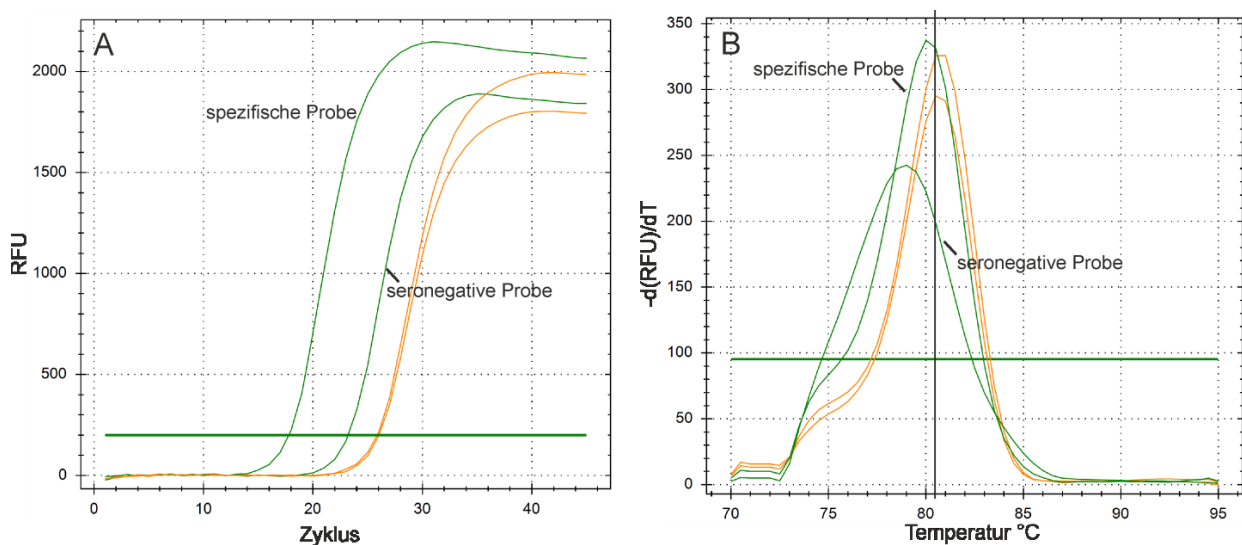 A
2000
1500
1000
500
0
RFU
spezifische Probe
seronegative Probe
0
10
20
30
40
Zyklus
B
350
300
250
200
150
100
50
0
-d(RFU)/dT
spezifische Probe
seronegative Probe
70
75
80
85
90
95
Temperatur °C